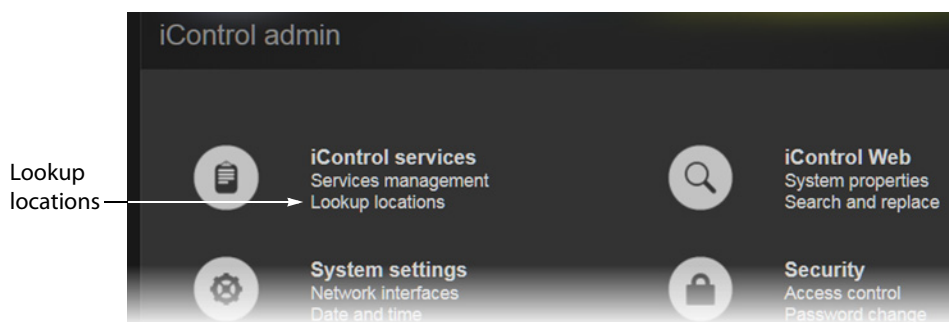 iControl admin
Lookup
locations
iControl services
Services management
Lookup locations
iControl Web
System properties
Search and replace
System settings
Network interfaces
Date and time
Security
Access control
Password change